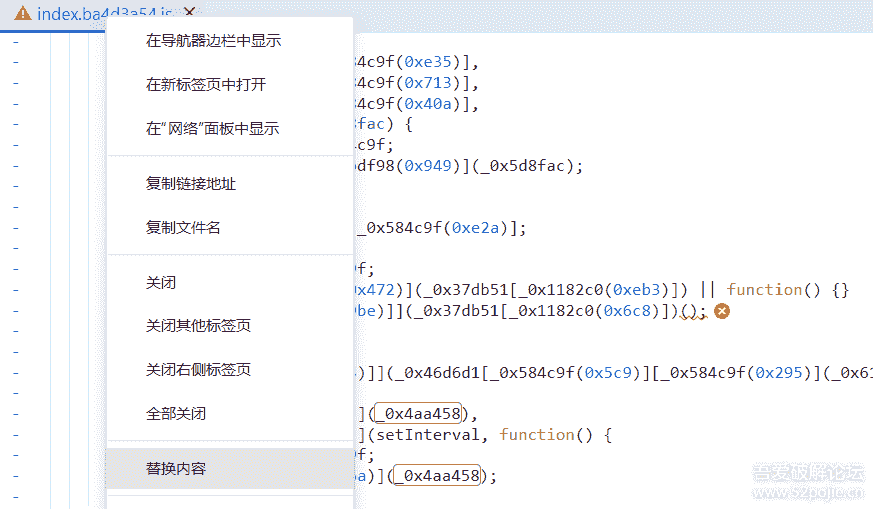 index.ba4d3a54.js
在导航器边栏中显示
在新标签页中打开
在“网络”面板中显示
复制链接地址
复制文件名
关闭
关闭其他标签页
关闭右侧标签页
全部关闭
替换内容
84c9f(0xe35)],
84c9f(0x713)],
84c9f(0x40a)],
8fac) {
4c9f;
df98(0x949)](_0x5d8fac);
_0x584c9f(0xe2a)];
9f;
0x472)](_0x37db51[_0x1182c0(0xeb3)]) || function() {}
9be)]](_0x37db51[_0x1182c0(0x6c8)])();
)]](_0x46d6d1[_0x584c9f(0x5c9)][_0x584c9f(0x295)](_0x61
](_0x4aa458),
](setInterval, function() {
9f;
a)](_0x4aa458);
吾爱破解论坛
www.52pojie.cn